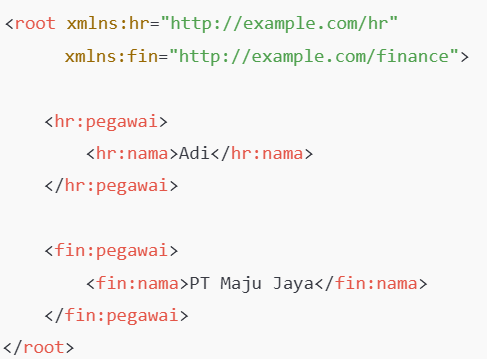 <root xmlns:hr="http://example.com/hr"
xmlns:fin="http://example.com/finance">
<hr:pegawai>
<hr:nama>Adi</hr:nama>
</hr:pegawai>
<fin:pegawai>
<fin:nama>PT Maju Jaya</fin:nama>
</fin:pegawai>
</root>